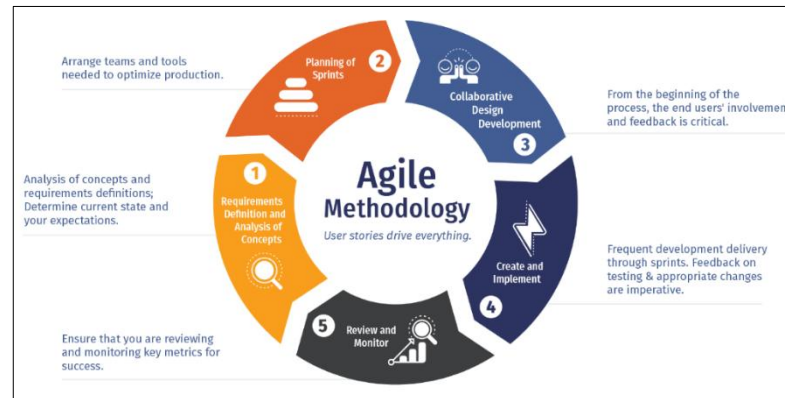 Agile
Methodology
User stories drive everything.
1
Requirements
Definition and
Analysis of
Concepts
Analysis of concepts and
requirements definitions;
Determine current state and
your expectations.
2
Planning of
Sprints
Arrange teams and tools
needed to optimize production.
Collaborative
Design
Development
3
From the beginning of the
process, the end users' involvemen
and feedback is critical.
Create and
Implement
4
Frequent development delivery
through sprints. Feedback on
testing & appropriate changes
are imperative.
5
Review and
Monitor
Ensure that you are reviewing
and monitoring key metrics for
success.